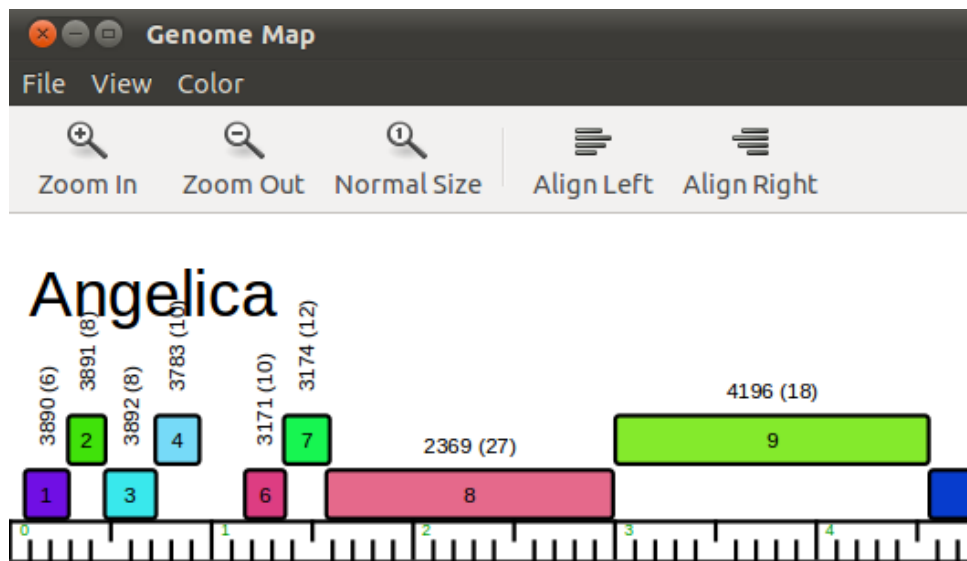 Genome Map
File View Color
Zoom In Zoom Out Normal Size Align Left Align Right
Angelica
3890 (6) 3891 (8) 3892 (8) 3783 (10) 3171 (10) 3174 (12) 2369 (27) 4196 (18)
2 4 7 9
1 3 6 8
0 1 2 3 4